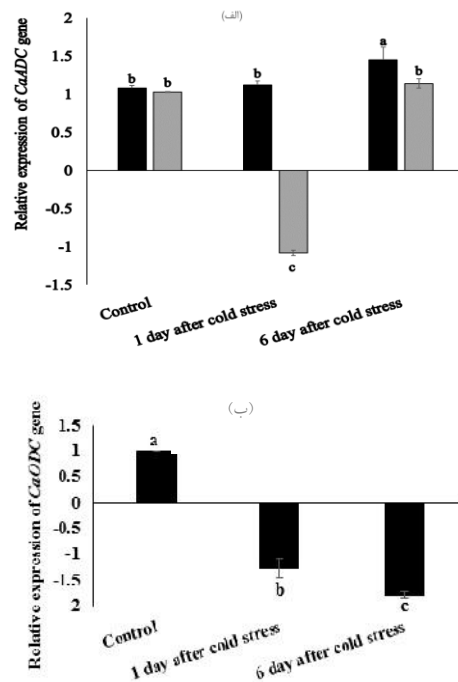 (الف)
Relative expression of CaADC gene
2
1.5
1
0.5
0
-0.5
-1
-1.5
b b b a b
c
Control
1 day after cold stress
6 day after cold stress
(ب)
Relative expression of CaODC gene
1.5
1
0.5
0
-0.5
-1
-1.5
2
a
b
c
Control
1 day after cold stress
6 day after cold stress